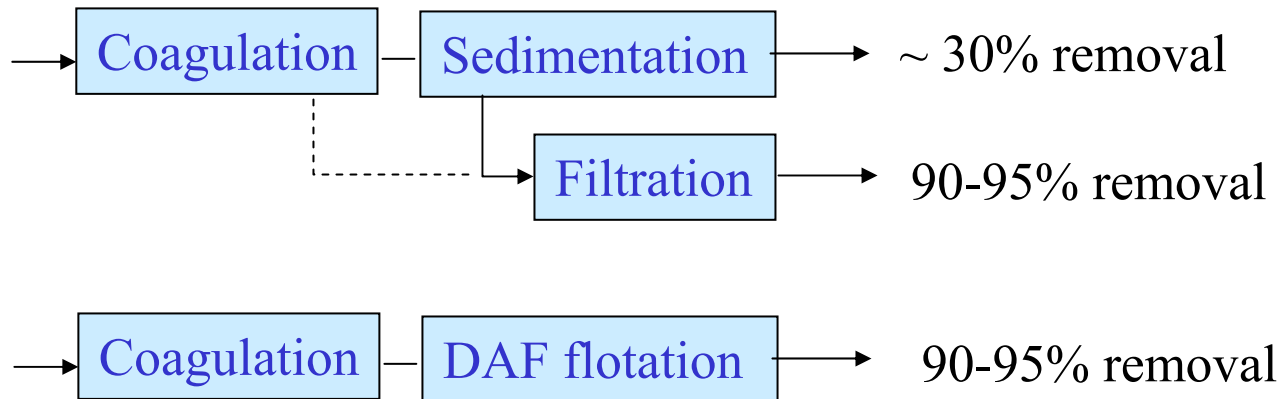 Coagulation
Sedimentation
~ 30% removal
Filtration
90-95% removal
Coagulation
DAF flotation
90-95% removal